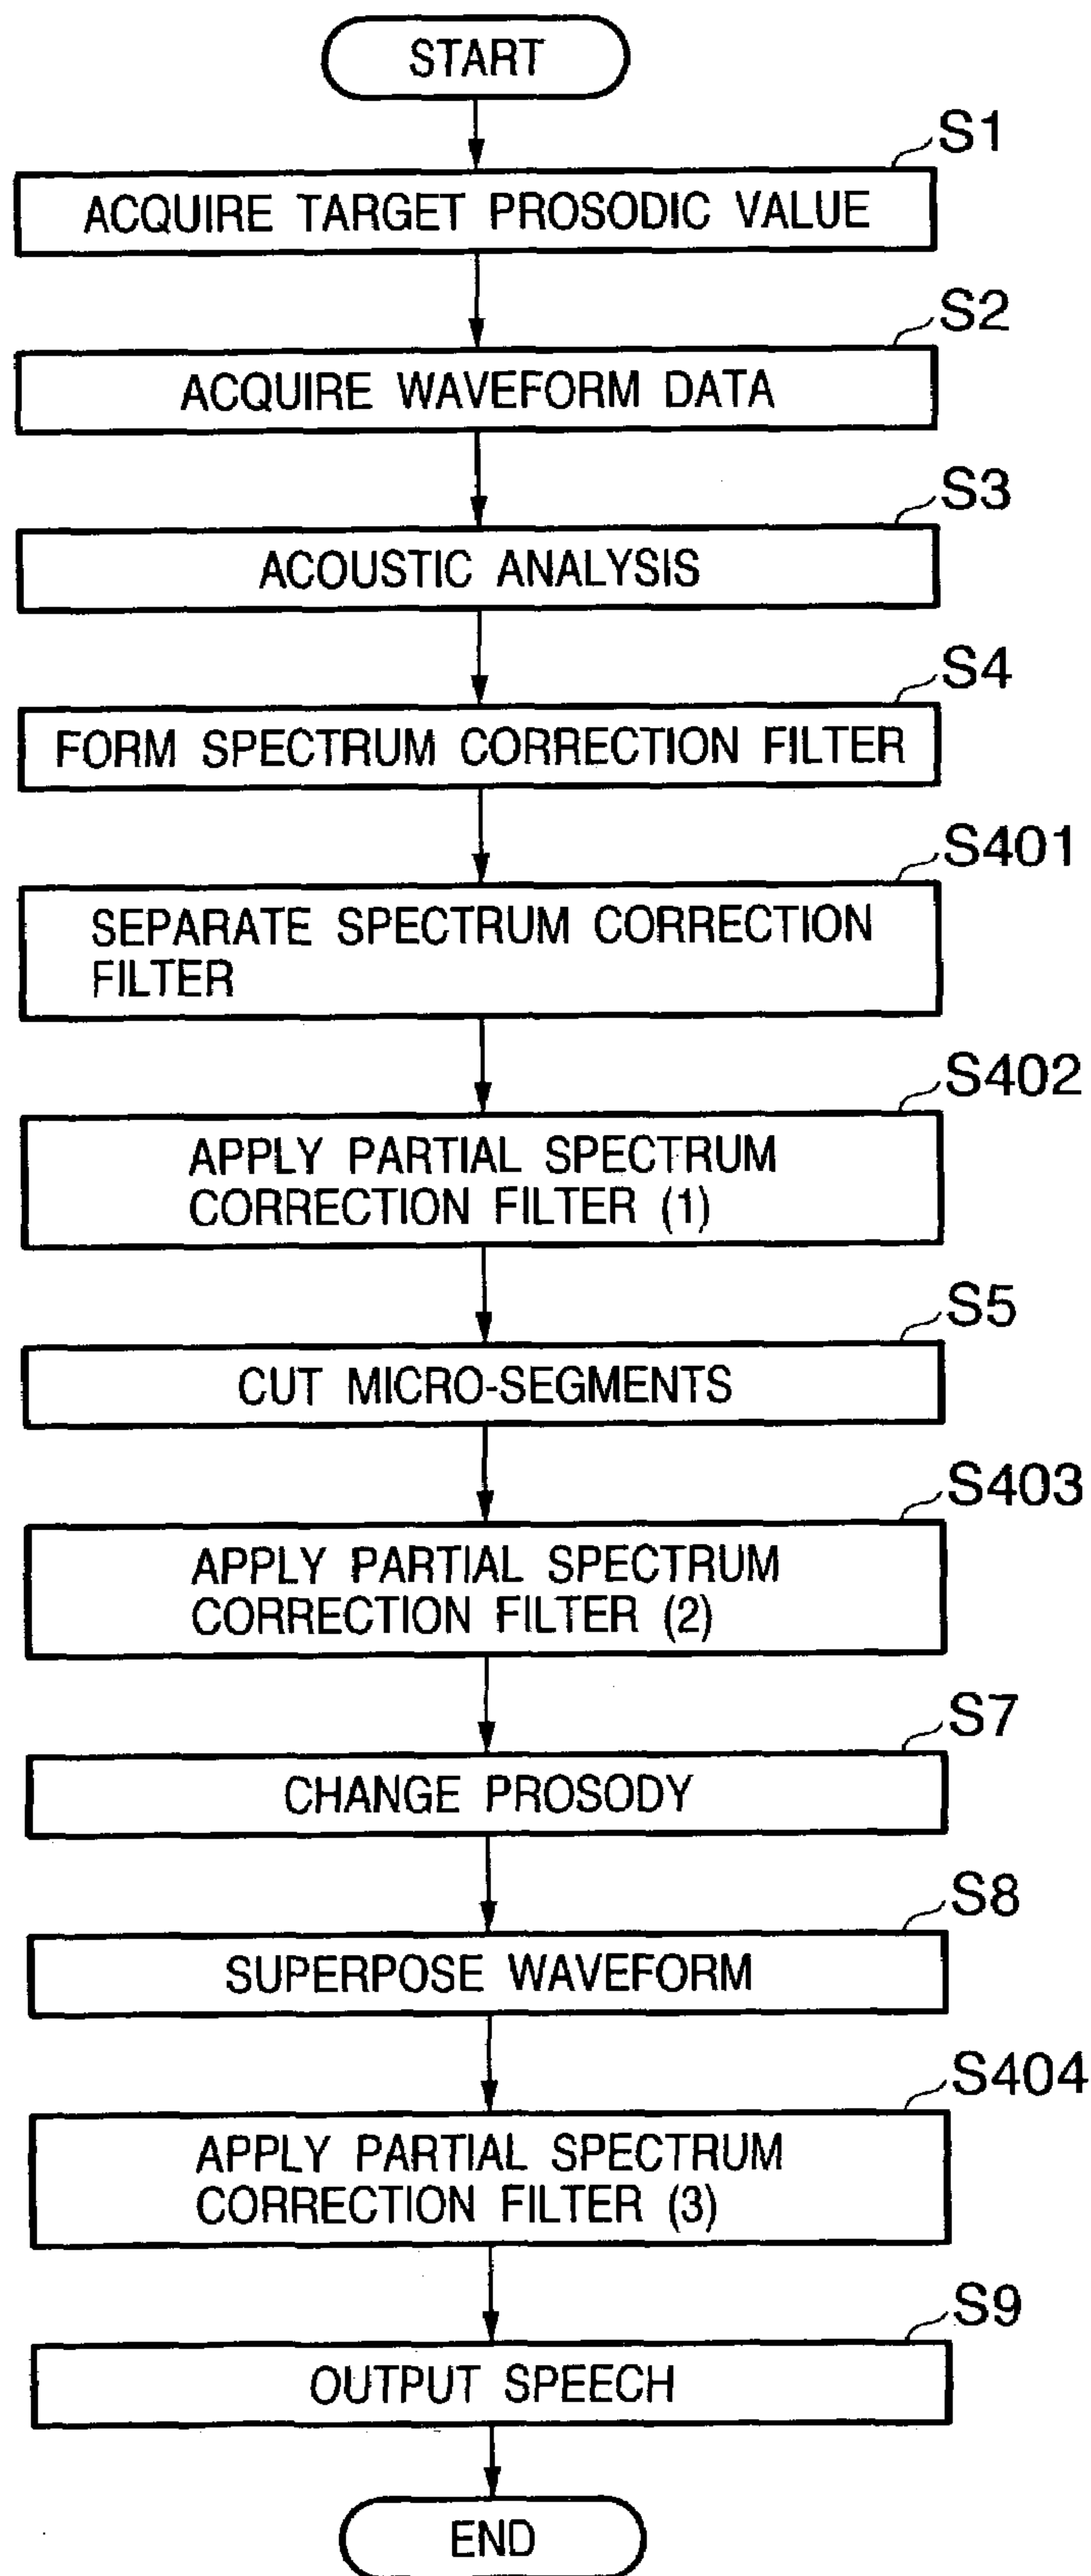 START
S1
ACQUIRE TARGET PROSODIC VALUE
S2
ACQUIRE WAVEFORM DATA
S3
ACOUSTIC ANALYSIS
S4
FORM SPECTRUM CORRECTION FILTER
S401
SEPARATE SPECTRUM CORRECTION
FILTER
S402
APPLY PARTIAL SPECTRUM
CORRECTION FILTER (1)
S5
CUT MICRO-SEGMENTS
S403
APPLY PARTIAL SPECTRUM
CORRECTION FILTER (2)
S7
CHANGE PROSODY
S8
SUPERPOSE WAVEFORM
S404
APPLY PARTIAL SPECTRUM
CORRECTION FILTER (3)
S9
OUTPUT SPEECH
END